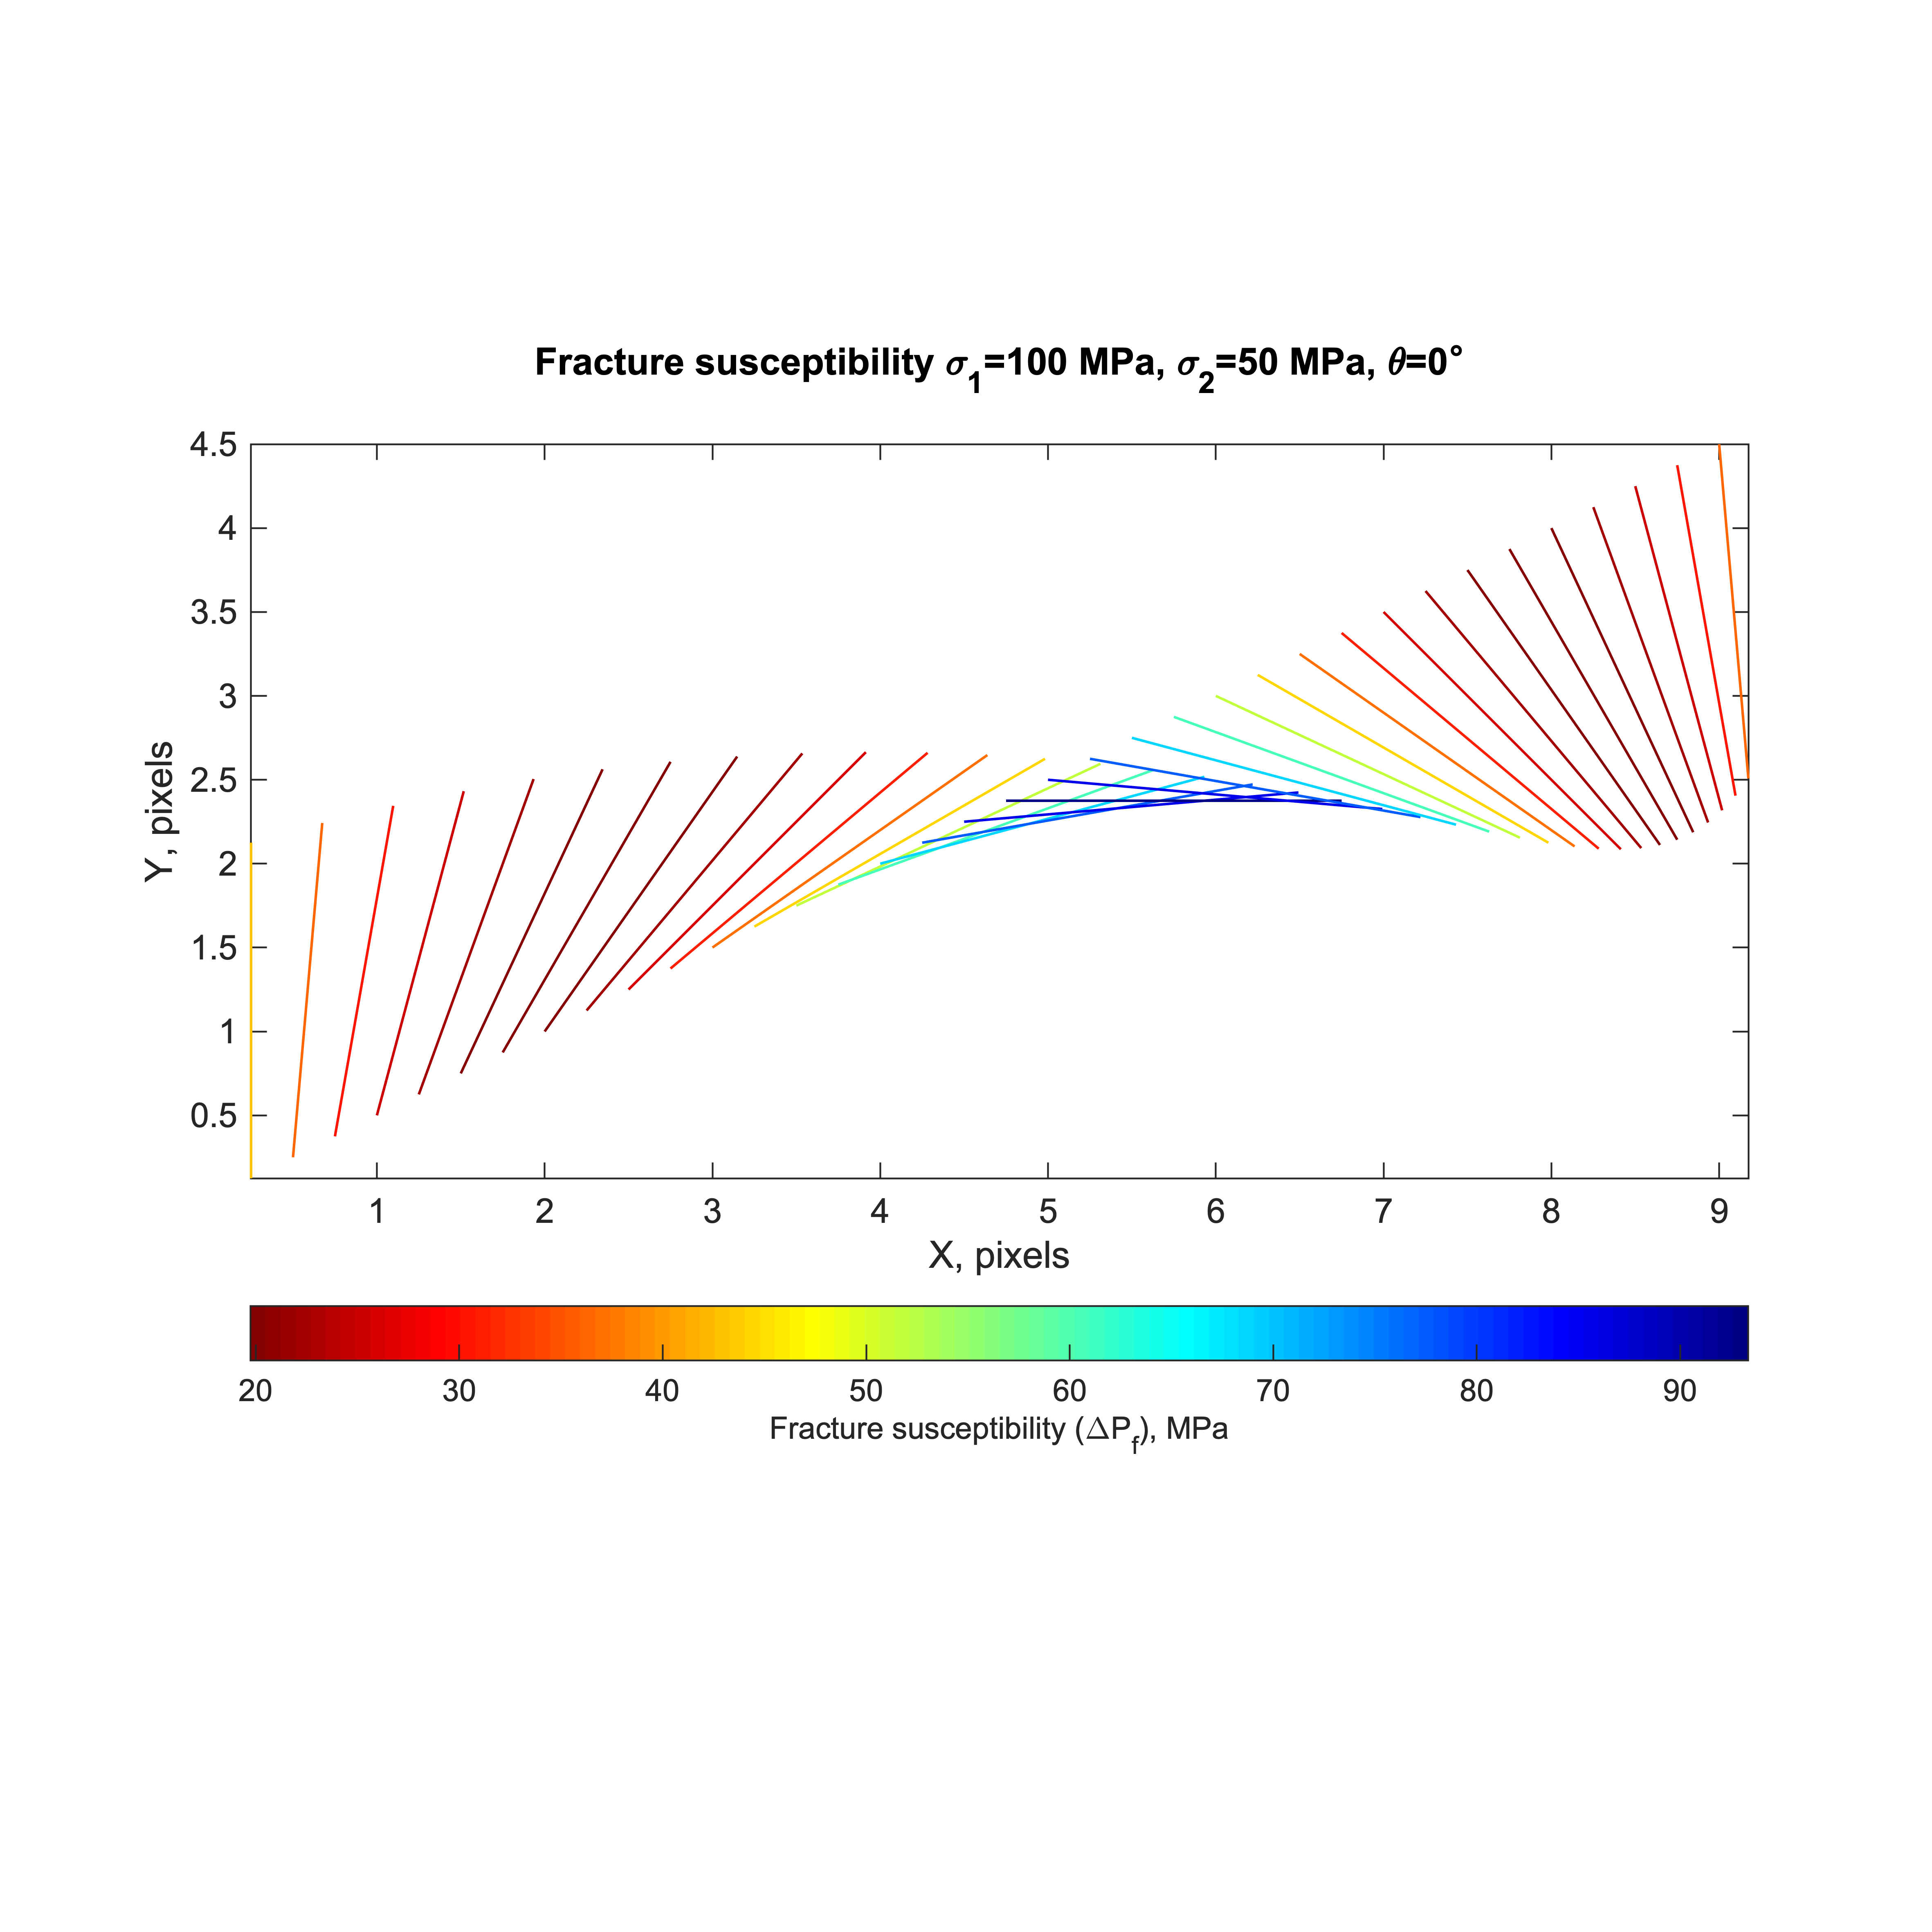 Fracture susceptibility σ1=100 MPa, σ2=50 MPa, θ=0°
4.5
4
3.5
3
2.5
2
1.5
1
0.5
Y, pixels
1 2 3 4 5 6 7 8 9
X, pixels
20 30 40 50 60 70 80 90
Fracture susceptibility (ΔPf), MPa